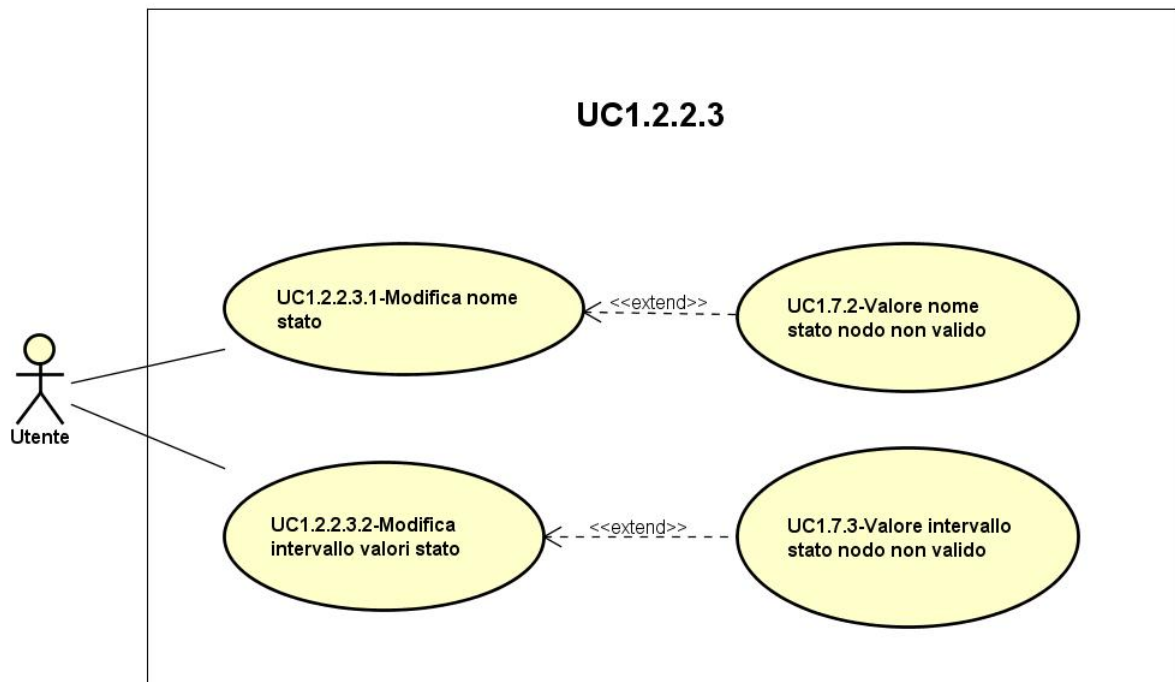 UC1.2.2.3
UC1.2.2.3.1-Modifica nome
stato
<<extend>>
UC1.7.2-Valore nome
stato nodo non valido
Utente
UC1.2.2.3.2-Modifica
intervallo valori stato
<<extend>>
UC1.7.3-Valore intervallo
stato nodo non valido